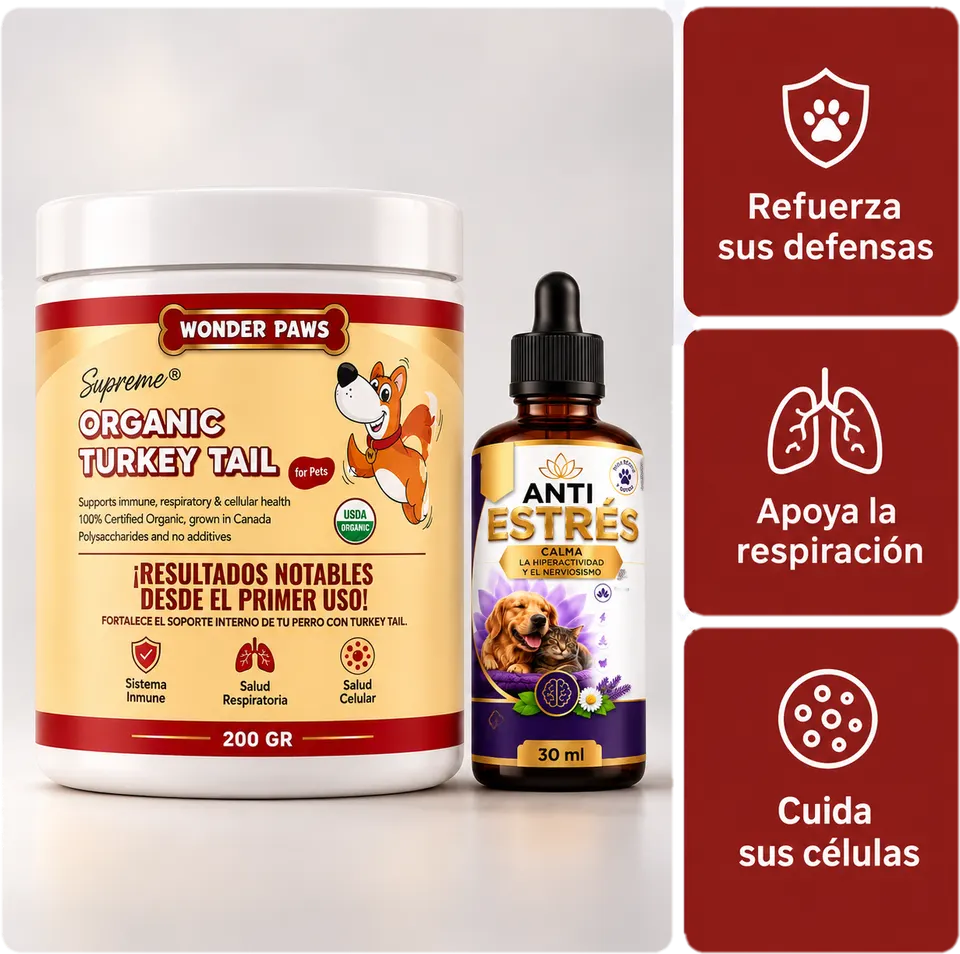 WONDER PAWS
Supreme®
ORGANIC
TURKEY TAIL
for Pets
Supports immune, respiratory & cellular health
100% Certified Organic, grown in Canada
Polysaccharides and no additives
USDA
ORGANIC
¡RESULTADOS NOTABLES
DESDE EL PRIMER USO!
FORTALECE EL SOPORTE INTERNO DE TU PERRO CON TURKEY TAIL.
Sistema
Inmune
Salud
Respiratoria
Salud
Celular
200 GR
ANTI
ESTRÉS
CALMA
LA HIPERACTIVIDAD
Y EL NERVIOSISMO
30 ml
Refuerza
sus defensas
Apoya la
respiración
Cuida
sus células